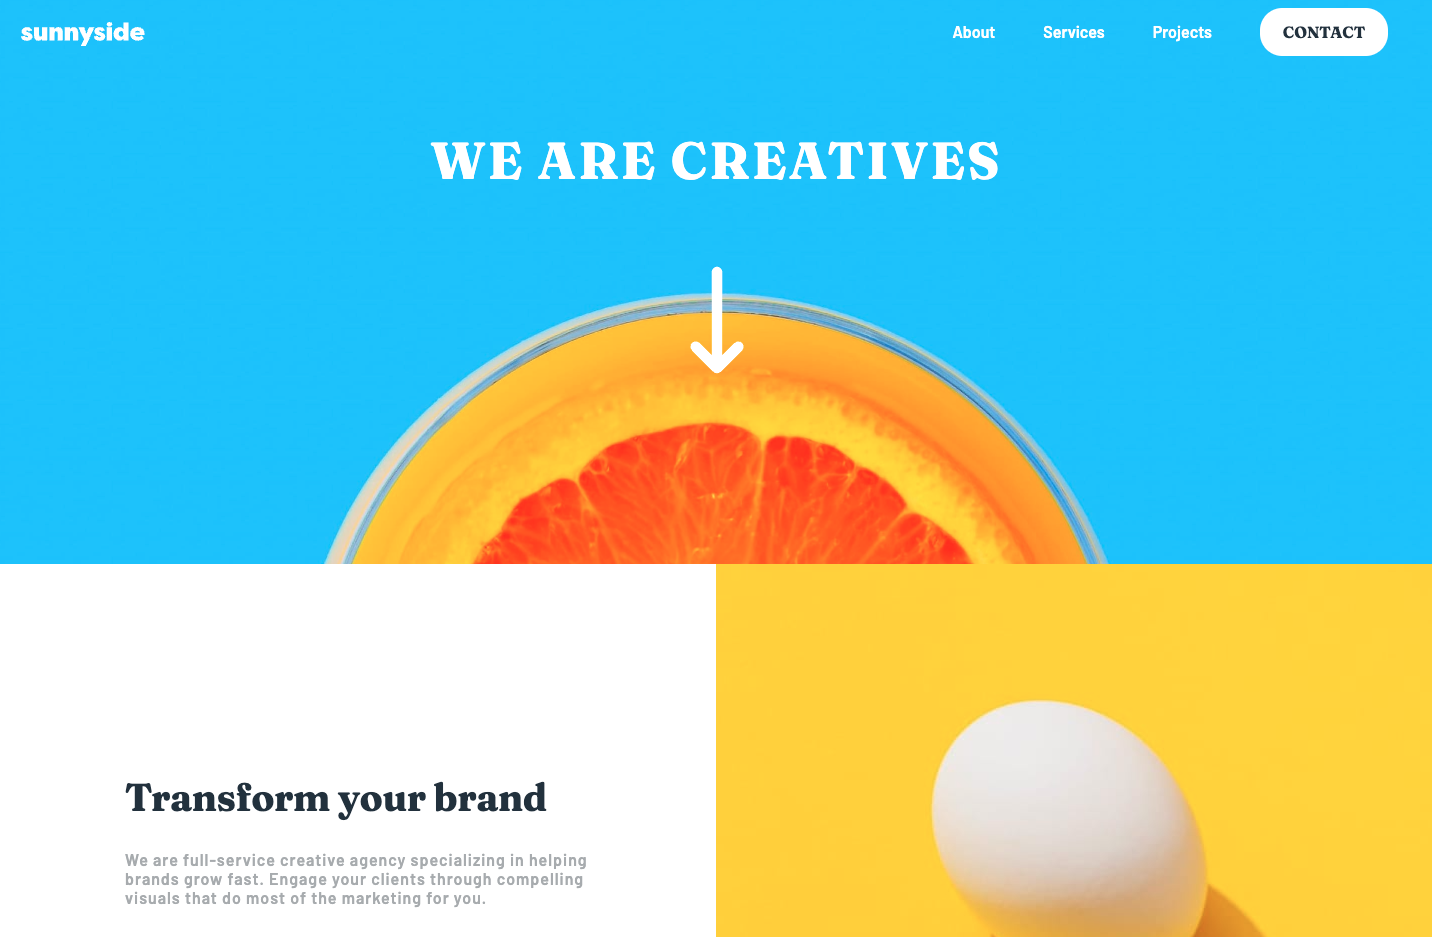 sunnyside
About Services Projects CONTACT
WE ARE CREATIVES
Transform your brand
We are full-service creative agency specializing in helping
brands grow fast. Engage your clients through compelling
visuals that do most of the marketing for you.